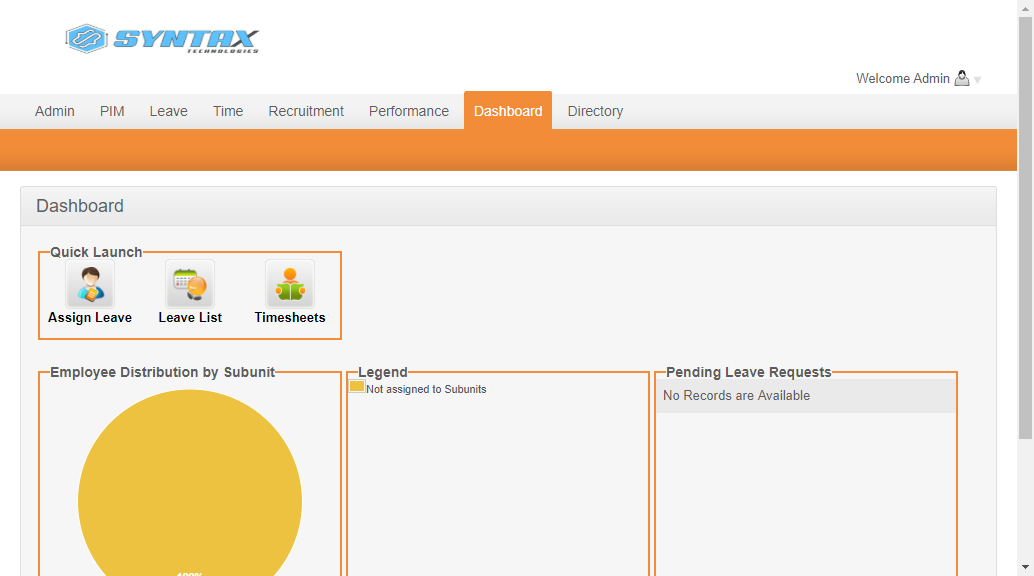 SYNTAX
TECHNOLOGIES
Welcome Admin
Admin PIM Leave Time Recruitment Performance Dashboard Directory
Dashboard
Quick Launch
Assign Leave Leave List Timesheets
Employee Distribution by Subunit
Legend
Pending Leave Requests
Not assigned to Subunits
No Records are Available